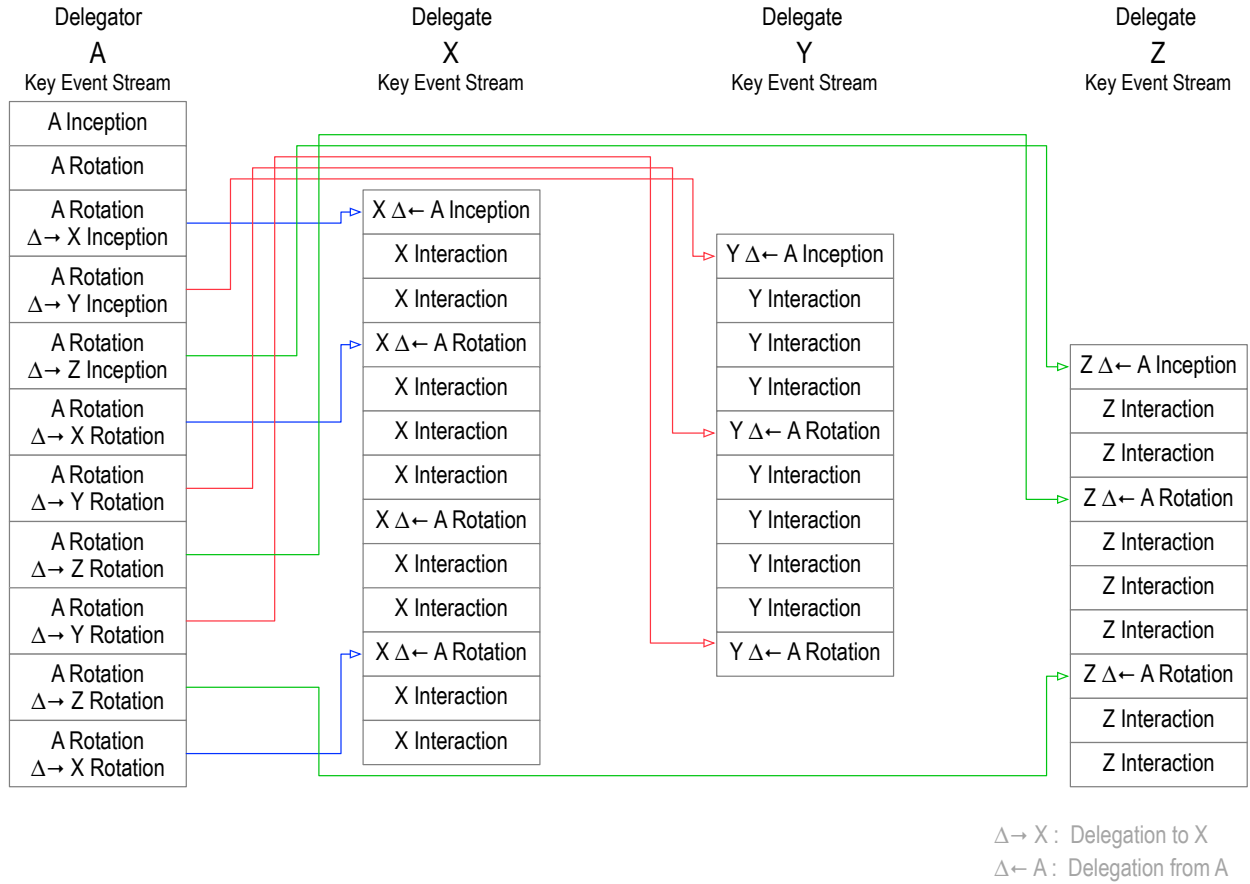 Delegator
A
Key Event Stream
A Inception
A Rotation
A Rotation
Δ→ X Inception
A Rotation
Δ→ Y Inception
A Rotation
Δ→ Z Inception
A Rotation
Δ→ X Rotation
A Rotation
Δ→ Y Rotation
A Rotation
Δ→ Z Rotation
A Rotation
Δ→ Y Rotation
A Rotation
Δ→ Z Rotation
A Rotation
Δ→ X Rotation
Delegate
X
Key Event Stream
X Δ← A Inception
X Interaction
X Interaction
X Δ← A Rotation
X Interaction
X Interaction
X Interaction
X Δ← A Rotation
X Interaction
X Interaction
X Δ← A Rotation
X Interaction
X Interaction
Delegate
Y
Key Event Stream
Y Δ← A Inception
Y Interaction
Y Interaction
Y Interaction
Y Δ← A Rotation
Y Interaction
Y Interaction
Y Interaction
Y Interaction
Y Δ← A Rotation
Delegate
Z
Key Event Stream
Z Δ← A Inception
Z Interaction
Z Interaction
Z Δ← A Rotation
Z Interaction
Z Interaction
Z Interaction
Z Δ← A Rotation
Z Interaction
Z Interaction
Δ→ X : Delegation to X
Δ← A : Delegation from A